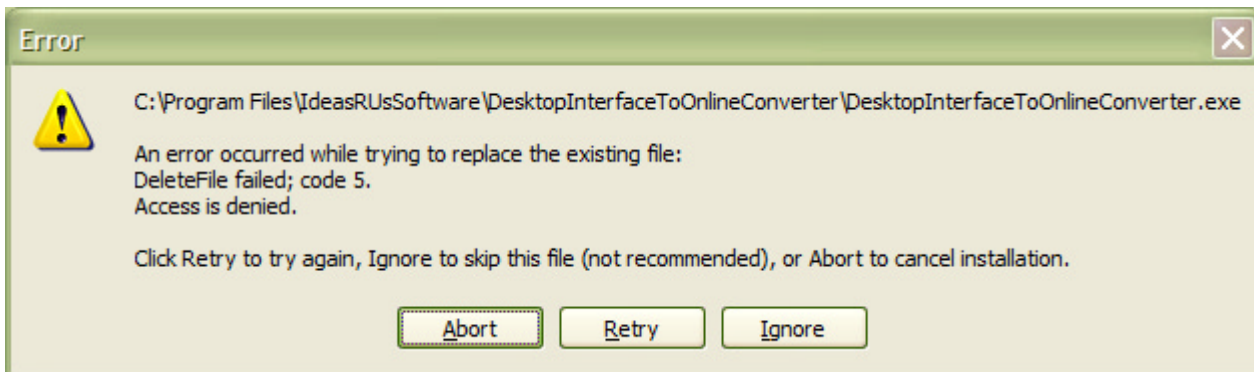 Error
C:\Program Files\IdeasRUsSoftware\DesktopInterfaceToOnlineConverter\DesktopInterfaceToOnlineConverter.exe
An error occurred while trying to replace the existing file:
DeleteFile failed; code 5.
Access is denied.
Click Retry to try again, Ignore to skip this file (not recommended), or Abort to cancel installation.
Abort Retry Ignore